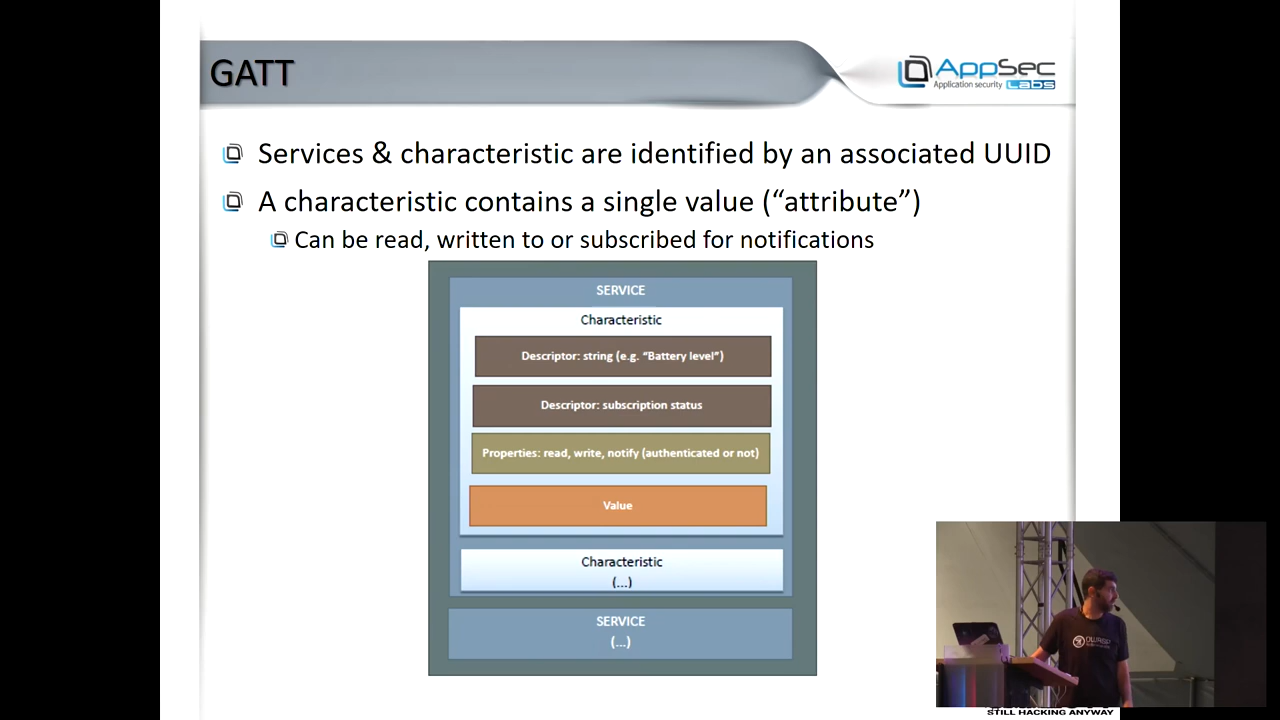 GATT
AppSec
Application security
Labs
Services & characteristic are identified by an associated UUID
A characteristic contains a single value (“attribute”)
Can be read, written to or subscribed for notifications
SERVICE
Characteristic
Descriptor: string (e.g. “Battery level”)
Descriptor: subscription status
Properties: read, write, notify (authenticated or not)
Value
Characteristic
(...)
SERVICE
(...)
STILL HACKING ANYWAY